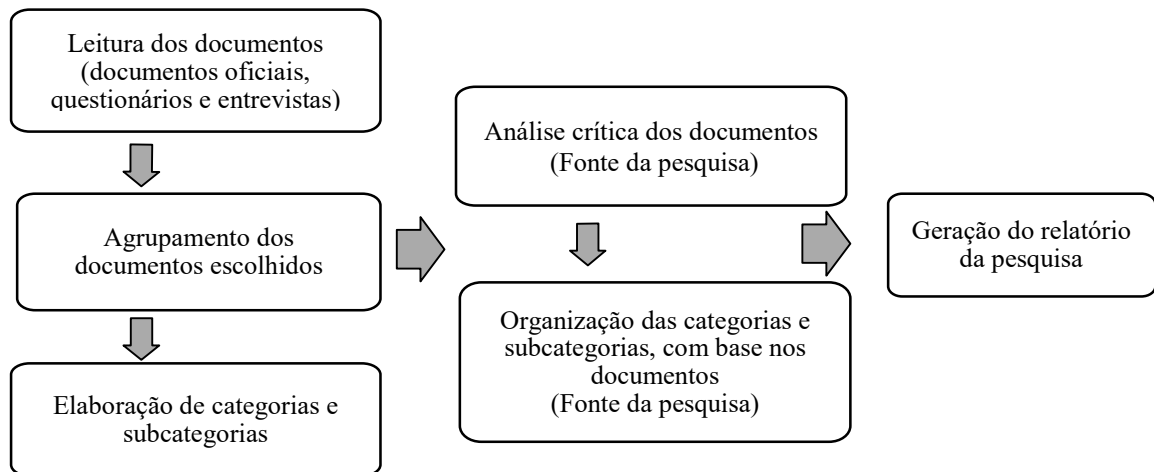 Leitura dos documentos
(documentos oficiais,
questionários e entrevistas)
Agrupamento dos
documentos escolhidos
Elaboração de categorias e
subcategorias
Análise crítica dos documentos
(Fonte da pesquisa)
Organização das categorias e
subcategorias, com base nos
documentos
(Fonte da pesquisa)
Geração do relatório
da pesquisa